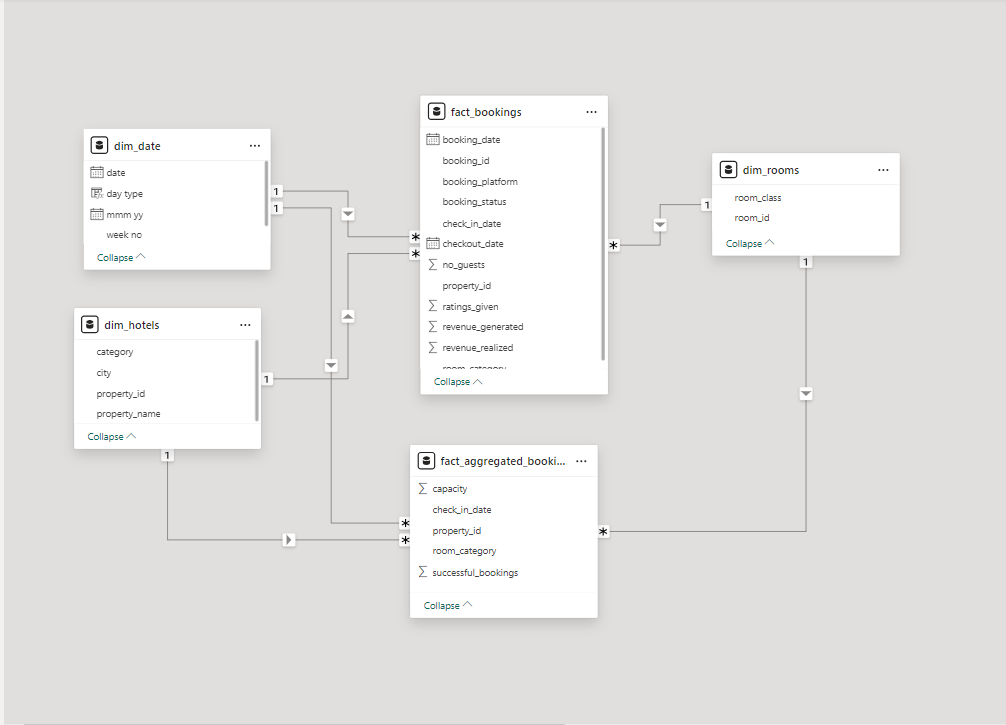 dim_date
date
day type
mmm yy
week no
Collapse
dim_hotels
category
city
property_id
property_name
Collapse
fact_bookings
booking_date
booking_id
booking_platform
booking_status
check_in_date
checkout_date
no_guests
property_id
ratings_given
revenue_generated
revenue_realized
room_category
Collapse
dim_rooms
room_class
room_id
Collapse
fact_aggregated_booki...
capacity
check_in_date
property_id
room_category
successful_bookings
Collapse
1
1
*
*
1
1
*
*
1
*
1
*